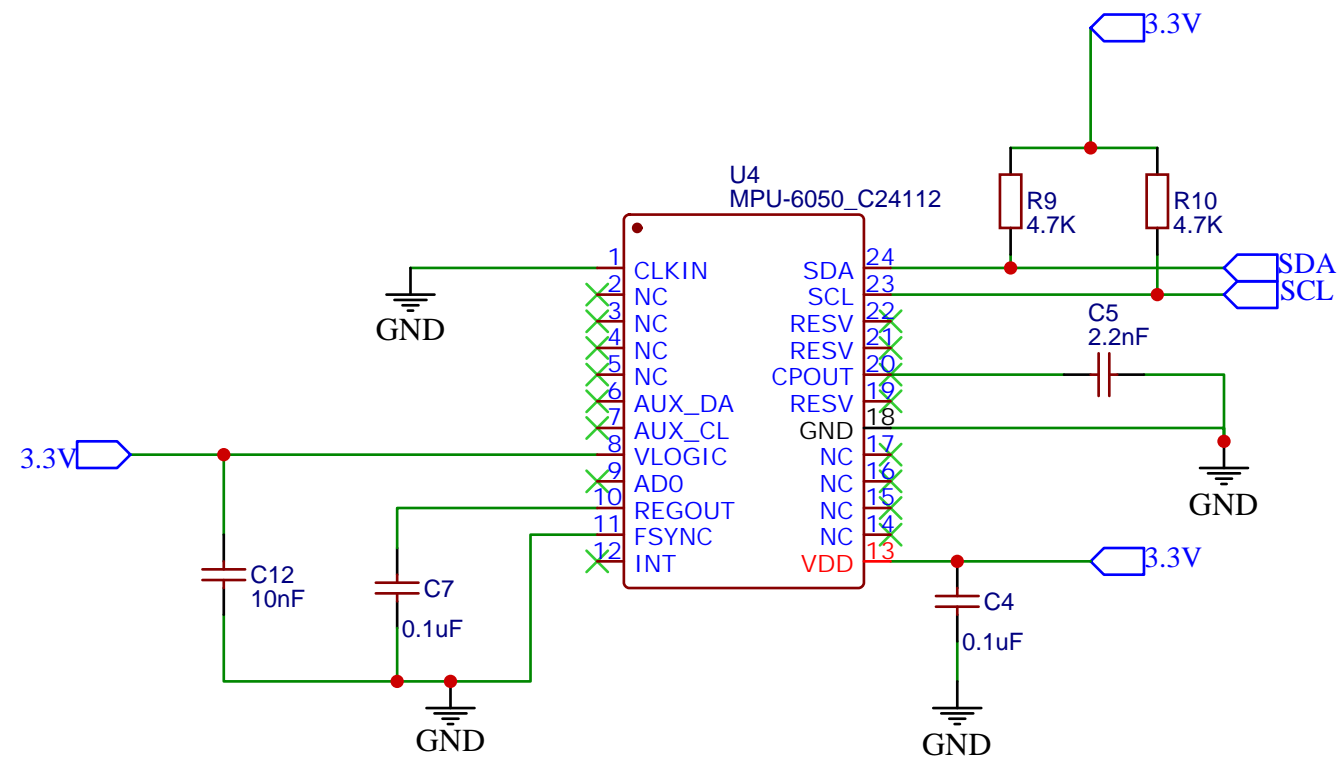 3.3V
U4
MPU-6050_C24112
R9
4.7K
R10
4.7K
1
CLKIN
2
NC
3
NC
4
NC
5
NC
6
AUX_DA
7
AUX_CL
8
VLOGIC
9
AD0
10
REGOUT
11
FSYNC
12
INT
24
SDA
23
SCL
22
RESV
21
RESV
20
CPOUT
19
RESV
18
GND
17
NC
16
NC
15
NC
14
NC
13
VDD
SDA
SCL
GND
C5
2.2nF
3.3V
GND
3.3V
C12
10nF
C7
0.1uF
C4
0.1uF
GND
GND